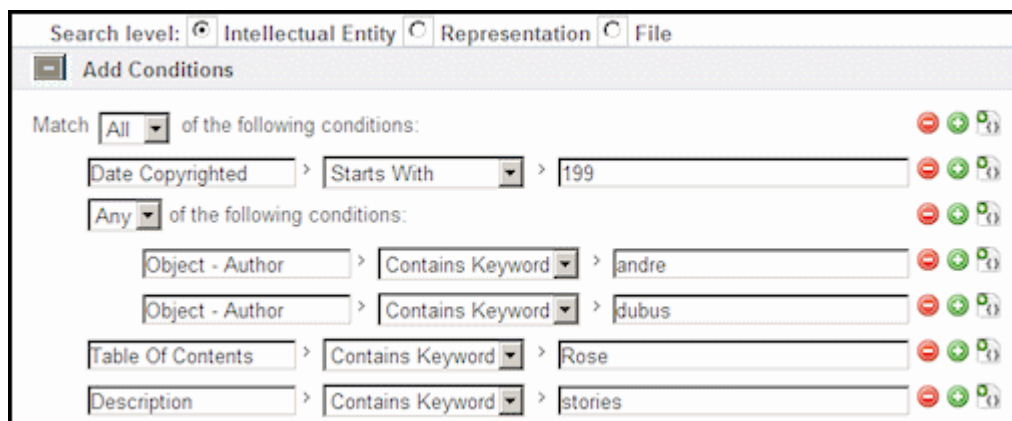 Search level: Intellectual Entity Representation File
Add Conditions
Match All of the following conditions:
Date Copyrighted > Starts With > 199
Any of the following conditions:
Object - Author > Contains Keyword > andre
Object - Author > Contains Keyword > dubus
Table Of Contents > Contains Keyword > Rose
Description > Contains Keyword > stories